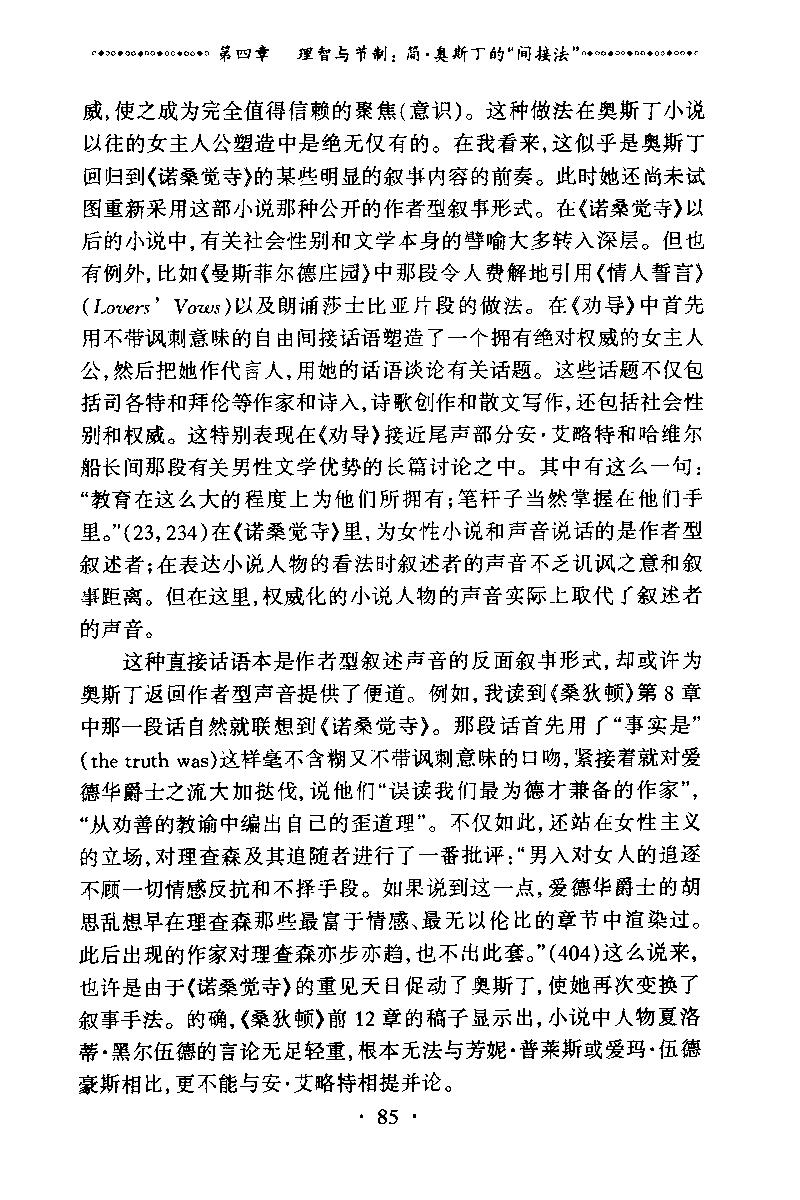 第四章 理智与节制：简·奥斯丁的“间接法”
威，使之成为完全值得信赖的聚焦(意识)。这种做法在奥斯丁小说
以往的女主人公塑造中是绝无仅有的。在我看来，这似乎是奥斯丁
回归到《诺桑觉寺》的某些明显的叙事内容的前奏。此时她还尚未试
图重新采用这部小说那种公开的作者型叙事形式。在《诺桑觉寺》以
后的小说中，有关社会性别和文学本身的譬喻大多转入深层。但也
有例外，比如《曼斯菲尔德庄园》中那段令人费解地引用《情人誓言》
(Lovers’ Vows)以及朗诵莎士比亚片段的做法。在《劝导》中首先
用不带讽刺意味的自由间接话语塑造了一个拥有绝对权威的女主人
公，然后把她作代言人，用她的话语谈论有关话题。这些话题不仅包
括司各特和拜伦等作家和诗入，诗歌创作和散文写作，还包括社会性
别和权威。这特别表现在《劝导》接近尾声部分安·艾略特和哈维尔
船长间那段有关男性文学优势的长篇讨论之中。其中有这么一句：
“教育在这么大的程度上为他们所拥有；笔杆子当然掌握在他们手
里。”(23，234)在《诺桑觉寺》里，为女性小说和声音说话的是作者型
叙述者；在表达小说人物的看法时叙述者的声音不乏讥讽之意和叙
事距离。但在这里，权威化的小说人物的声音实际上取代了叙述者
的声音。
这种直接话语本是作者型叙述声音的反面叙事形式，却或许为
奥斯丁返回作者型声音提供了便道。例如，我读到《桑狄顿》第 8 章
中那一段话自然就联想到《诺桑觉寺》。那段话首先用了“事实是”
(the truth was)这样毫不含糊又不带讽刺意味的口吻，紧接着就对爱
德华爵士之流大加挞伐，说他们“误读我们最为德才兼备的作家”，
“从劝善的教谕中编出自己的歪道理”。不仅如此，还站在女性主义
的立场，对理查森及其追随者进行了一番批评：“男入对女人的追逐
不顾一切情感反抗和不择手段。如果说到这一点，爱德华爵士的胡
思乱想早在理查森那些最富于情感、最无以伦比的章节中渲染过。
此后出现的作家对理查森亦步亦趋，也不出此套。”(404)这么说来，
也许是由于《诺桑觉寺》的重见天日促动了奥斯丁，使她再次变换了
叙事手法。的确，《桑狄顿》前 12 章的稿子显示出，小说中人物夏洛
蒂·黑尔伍德的言论无足轻重，根本无法与芳妮·普莱斯或爱玛·伍德
豪斯相比，更不能与安·艾略特相提并论。
· 85 ·